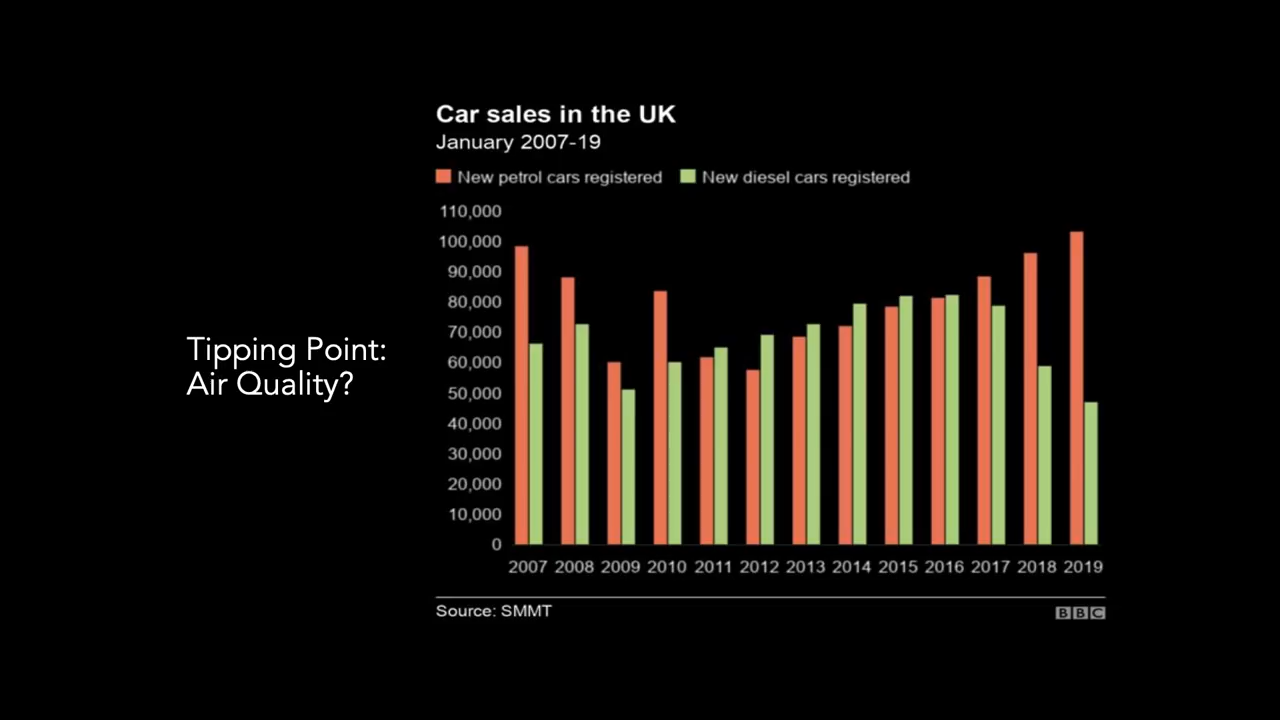 Tipping Point:
Air Quality?
Car sales in the UK
January 2007-19
New petrol cars registered New diesel cars registered
110,000
100,000
90,000
80,000
70,000
60,000
50,000
40,000
30,000
20,000
10,000
0
2007 2008 2009 2010 2011 2012 2013 2014 2015 2016 2017 2018 2019
Source: SMMT BBC